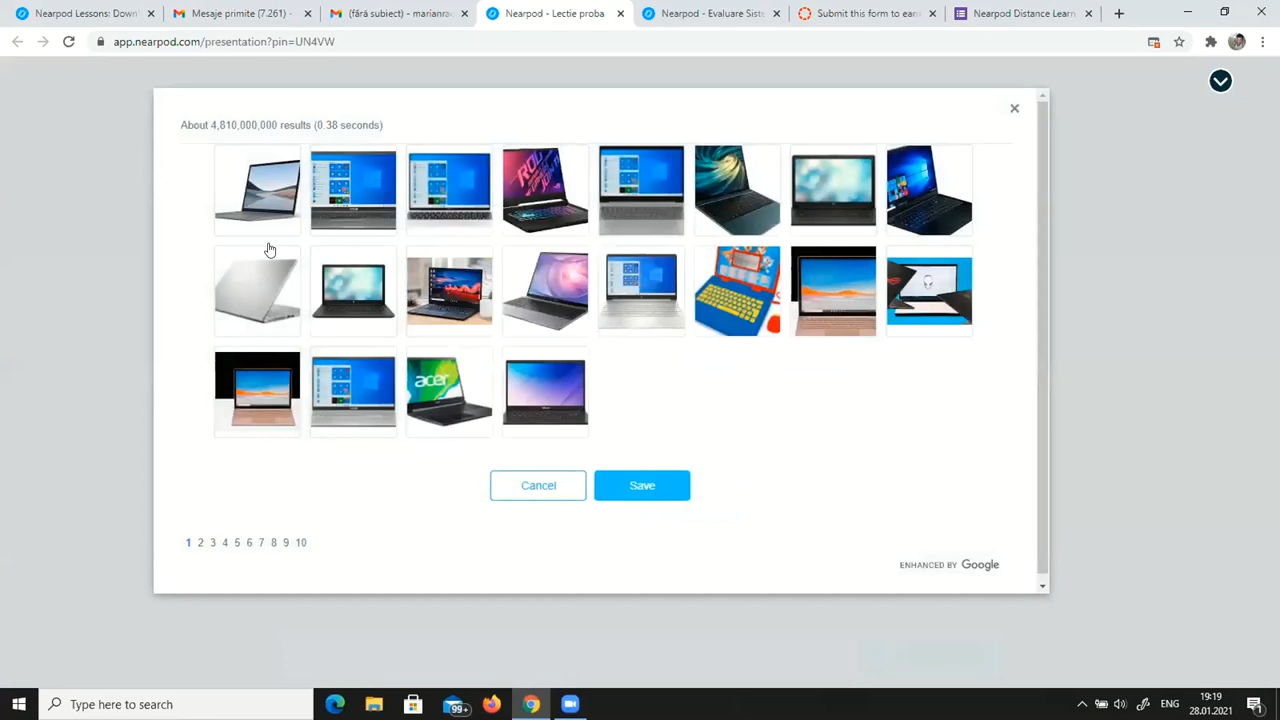 Nearpod Lessons: Down
Mesaje primite (7.261) -
(fără subiect) - marianrac
Nearpod - Lectie proba
Nearpod - Evaluare Siste
Submit this form to earn
Nearpod Distance Learn
app.nearpod.com/presentation?pin=UN4VW
About 4,810,000,000 results (0.38 seconds)
acer
Cancel
Save
1 2 3 4 5 6 7 8 9 10
ENHANCED BY Google
Type here to search
99+
ENG
19:19
28.01.2021
1